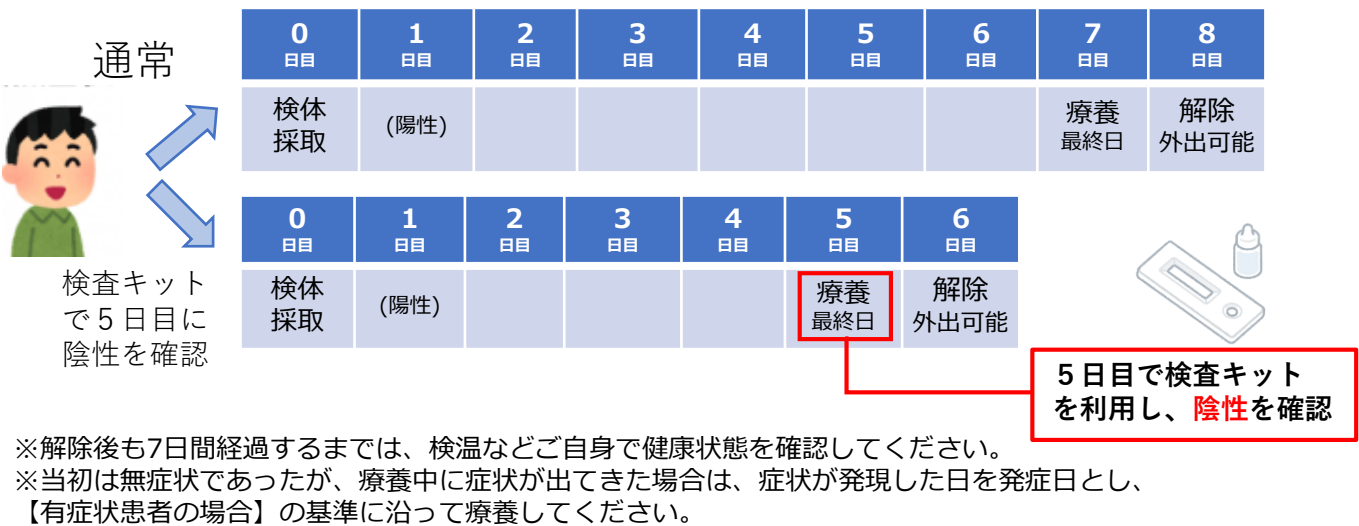 通常
0 1 2 3 4 5 6 7 8
日目 日目 日目 日目 日目 日目 日目 日目 日目
検体 (陽性) 療養 解除
採取 最終日 外出可能
0 1 2 3 4 5 6
日目 日目 日目 日目 日目 日目 日目
検査キット
で5日目に
陰性を確認
検体 (陽性) 療養 解除
採取 最終日 外出可能
5日目で検査キット
を利用し、陰性を確認
※解除後も7日間経過するまでは、検温などご自身で健康状態を確認してください。
※当初は無症状であったが、療養中に症状が出てきた場合は、症状が発現した日を発症日とし、
【有症状患者の場合】の基準に沿って療養してください。